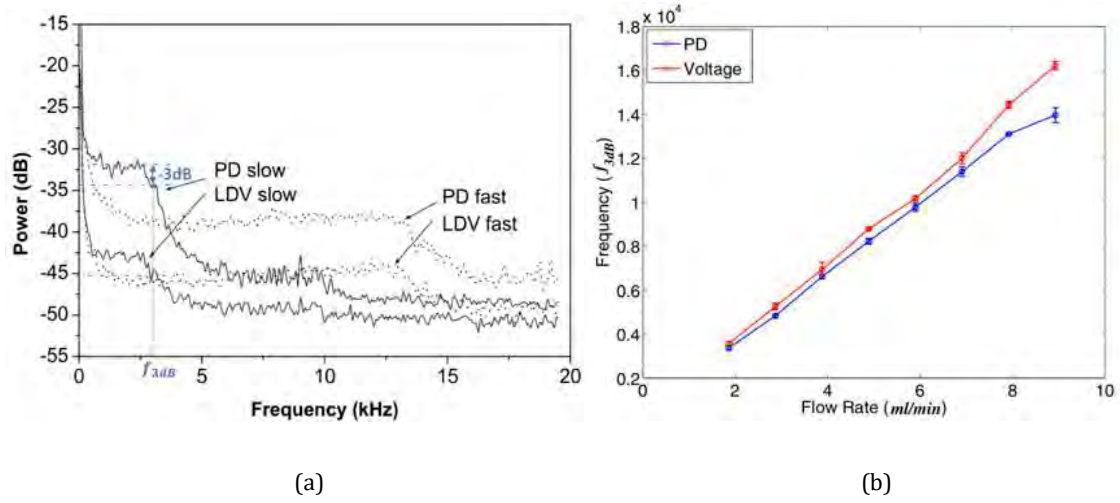 -15
-20
-25
-30
-35
-40
-45
-50
-55
Power (dB)
-3dB
PD slow
LDV slow
PD fast
LDV fast
0
5
10
15
20
f3dB
Frequency (kHz)
(a)
x 10⁴
1.8
1.6
1.4
1.2
1
0.8
0.6
0.4
0.2
Frequency (f3dB)
PD
Voltage
0
2
4
6
8
10
Flow Rate (ml/min)
(b)